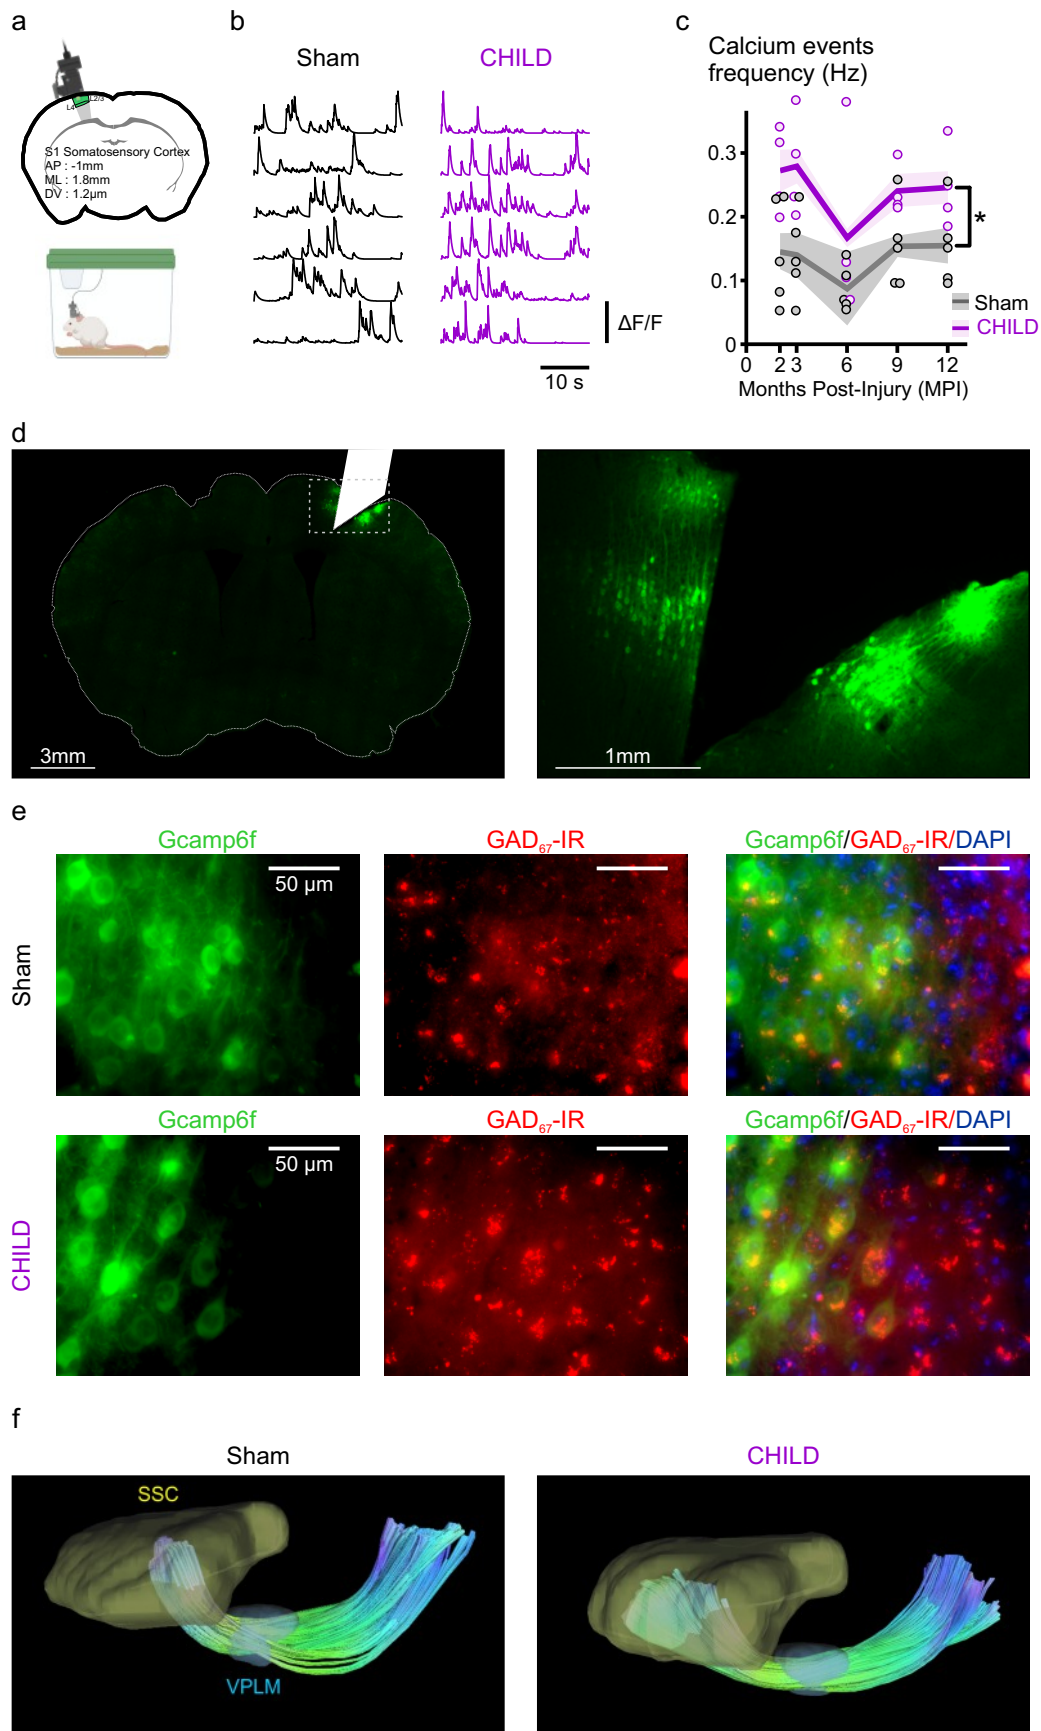 a
L2/3
L4
S1 Somatosensory Cortex
AP : -1mm
ML : 1.8mm
DV : 1.2µm
b
Sham
CHILD
ΔF/F
10 s
c
Calcium events
frequency (Hz)
0.3
0.2
0.1
0
*
Sham
CHILD
0 2 3 6 9 12
Months Post-Injury (MPI)
d
3mm
1mm
e
Gcamp6f
GAD67-IR
Gcamp6f/GAD67-IR/DAPI
Sham
50 µm
Gcamp6f
GAD67-IR
Gcamp6f/GAD67-IR/DAPI
CHILD
50 µm
f
Sham
CHILD
SSC
VPLM